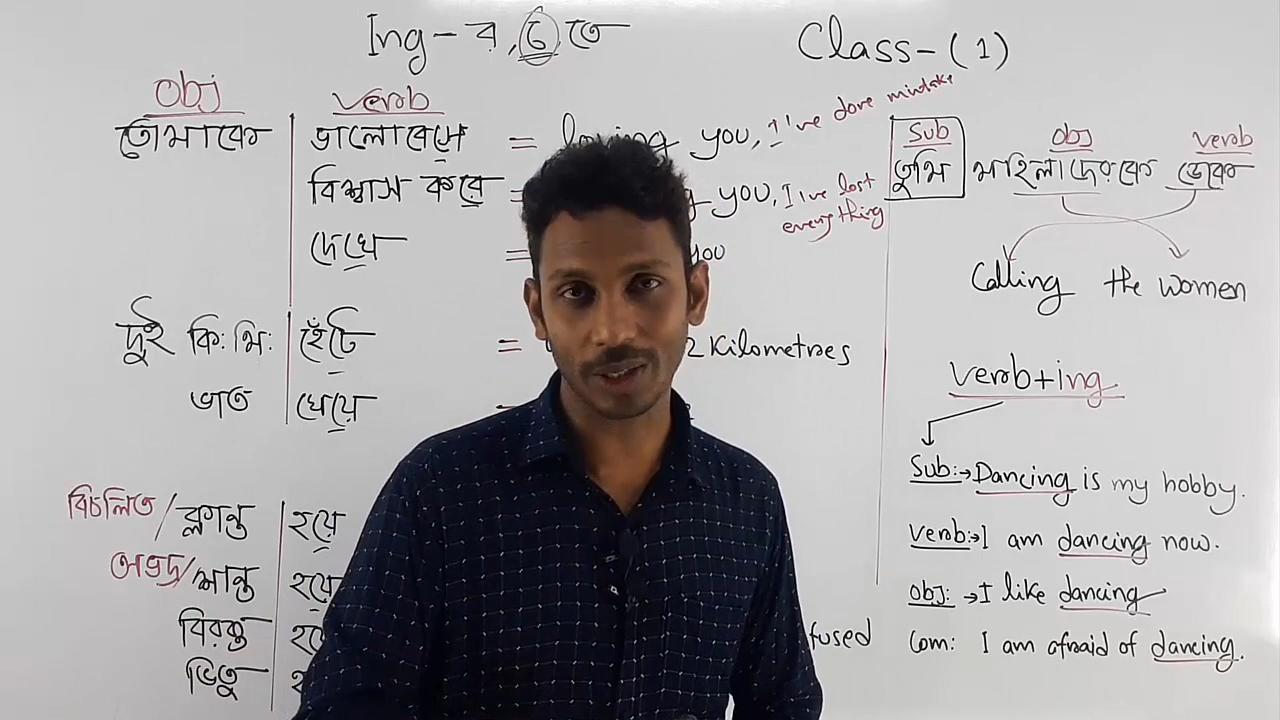 Ing - র, ে তে
Class - (1)
Obj
verb
তোমাকে
ভালোবেসে = loving you, I've done mistake
বিশ্বাস করে = you, I've lost everything
দেখে = you
দুই কি: মি: হেঁটে = 2 Kilometres
ভাত খেয়ে
বিচলিত / ক্লান্ত হয়ে
অভদ্র / শান্ত হয়ে
বিরক্ত
fused
ভিতু
Sub obj verb
তুমি মহিলাদেরকে ডেকে
Calling the women
verb+ing
Sub:→ Dancing is my hobby.
verb:→ I am dancing now.
obj: → I like dancing
Com: I am afraid of dancing.